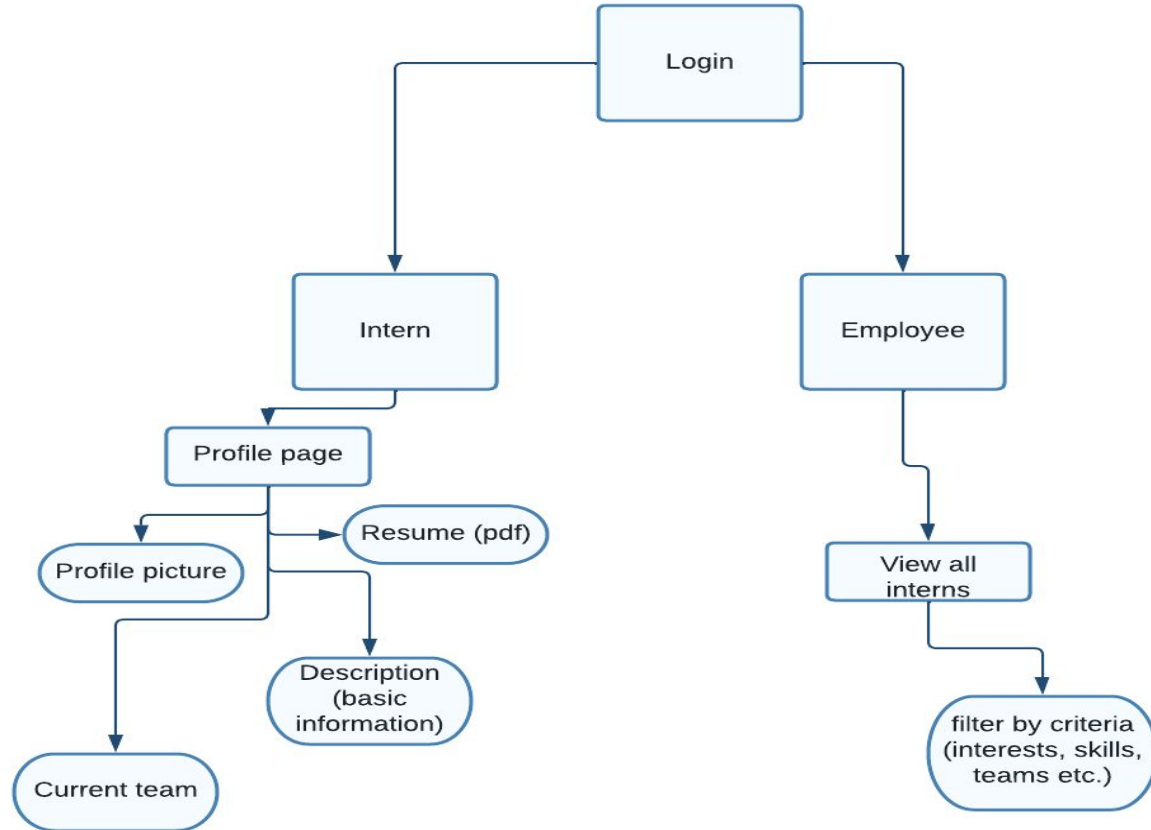 Login
Intern
Employee
Profile page
Resume (pdf)
Profile picture
View all
interns
Description
(basic
information)
filter by criteria
(interests, skills,
teams etc.)
Current team